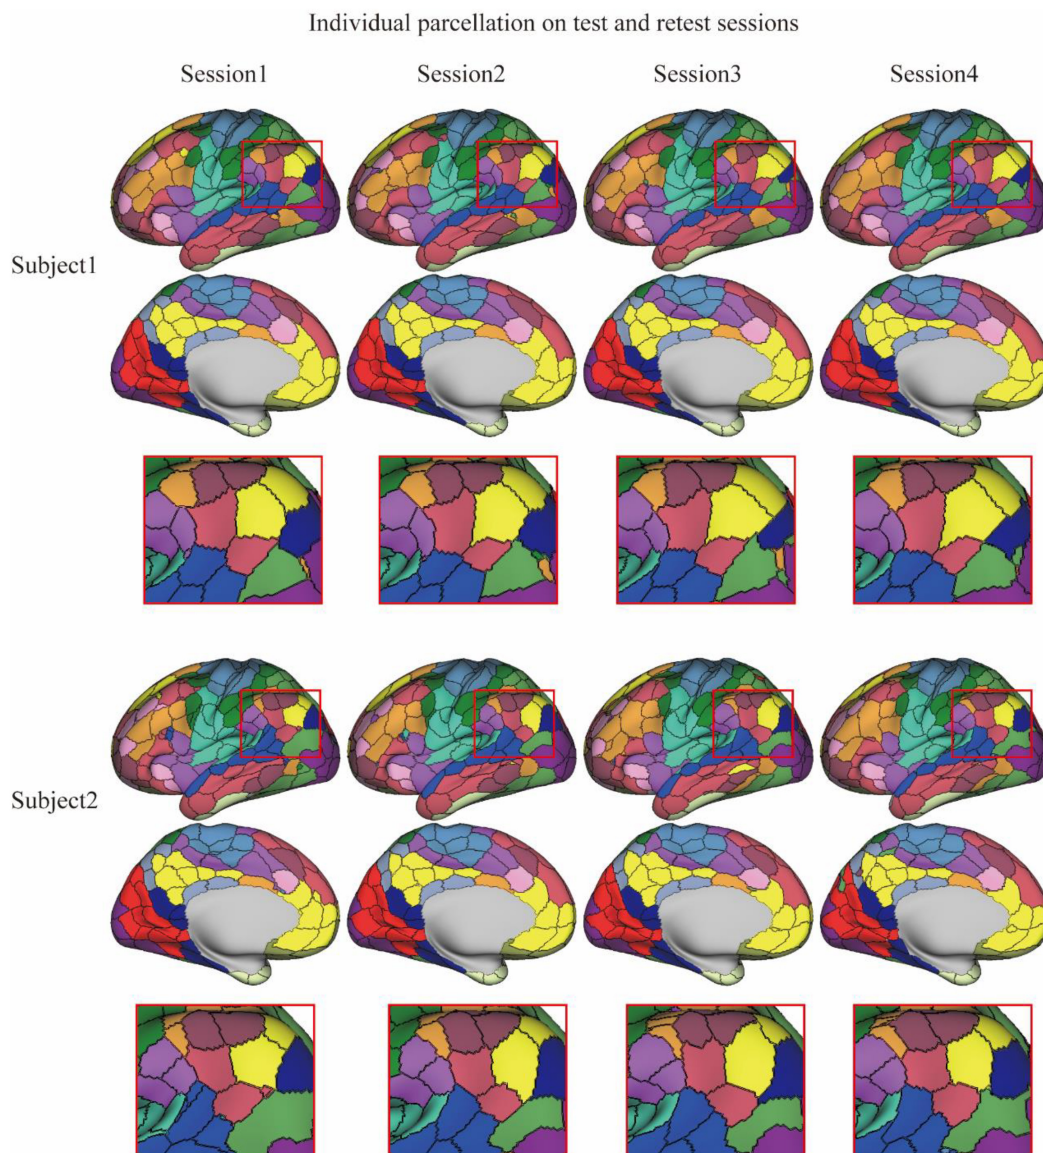 Individual parcellation on test and retest sessions
Session1 Session2 Session3 Session4
Subject1
Subject2